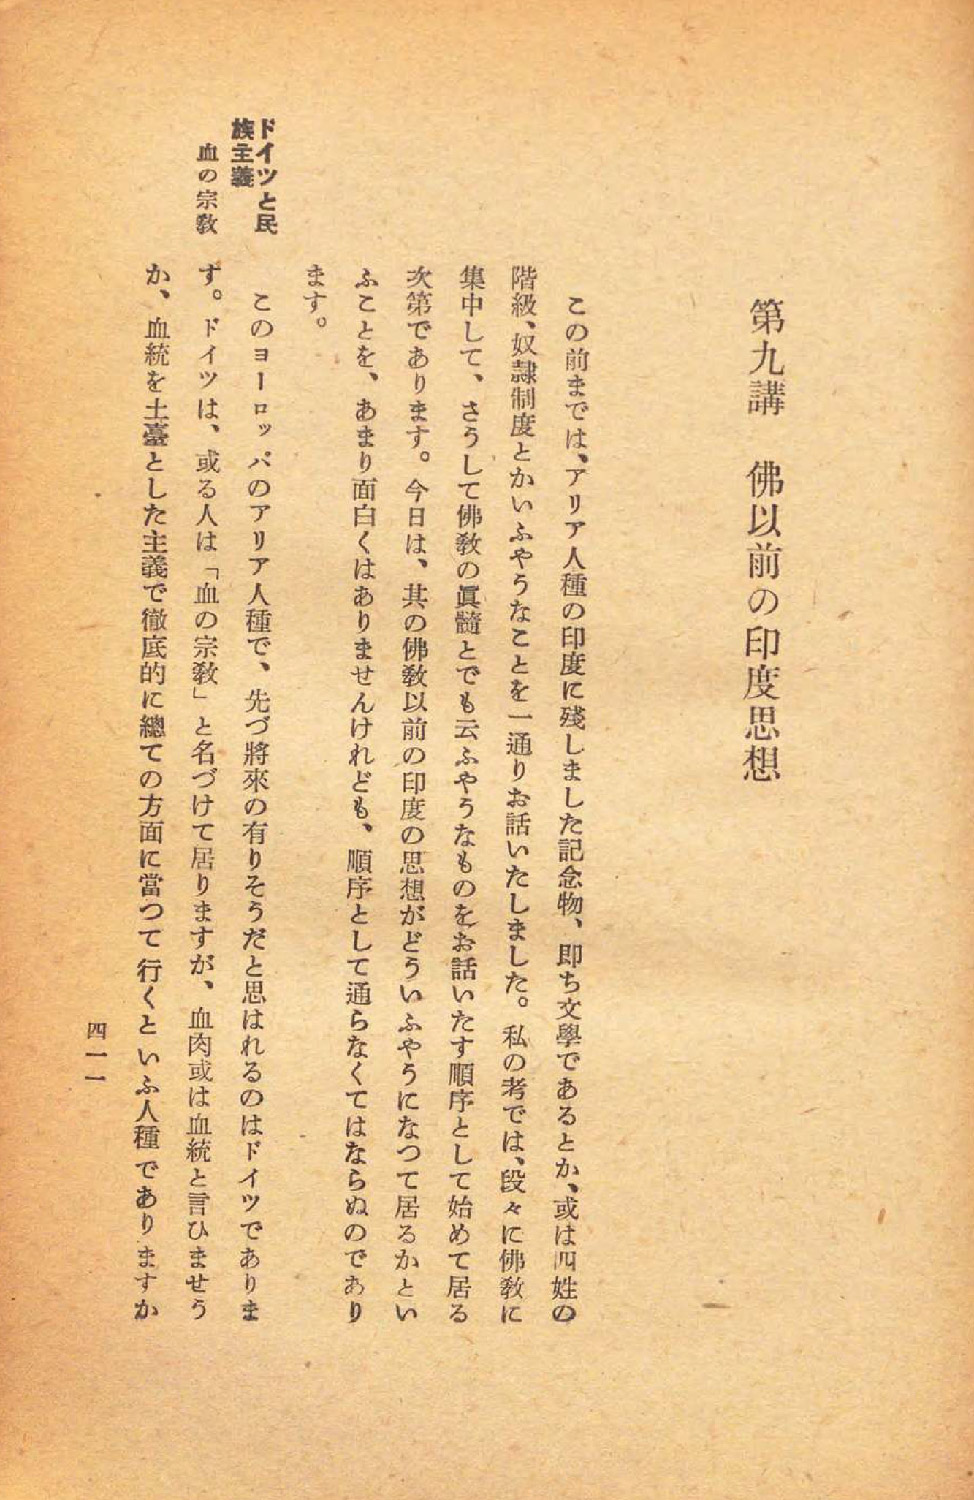 第九講　佛以前の印度思想
この前までは、アリア人種の印度に殘しました記念物、即ち文學であるとか、或は四姓の
階級、奴隷制度とかいふやうなことを一通りお話いたしました。私の考では、段々に佛敎に
集中して、さうして佛敎の眞髓とでも云ふやうなものをお話いたす順序として始めて居る
次第であります。今日は、其の佛敎以前の印度の思想がどういふやうになつて居るかとい
ふことを、あまり面白くはありませんけれども、順序として通らなくてはならぬのであり
ます。
ドイツと民
族主義
血の宗敎
このヨーロッパのアリア人種で、先づ將來の有りそうだと思はれるのはドイツでありま
す。ドイツは、或る人は「血の宗敎」と名づけて居りますが、血肉或は血統と言ひませう
か、血統を土臺とした主義で徹底的に總ての方面に當つて行くといふ人種でありますか
四一一